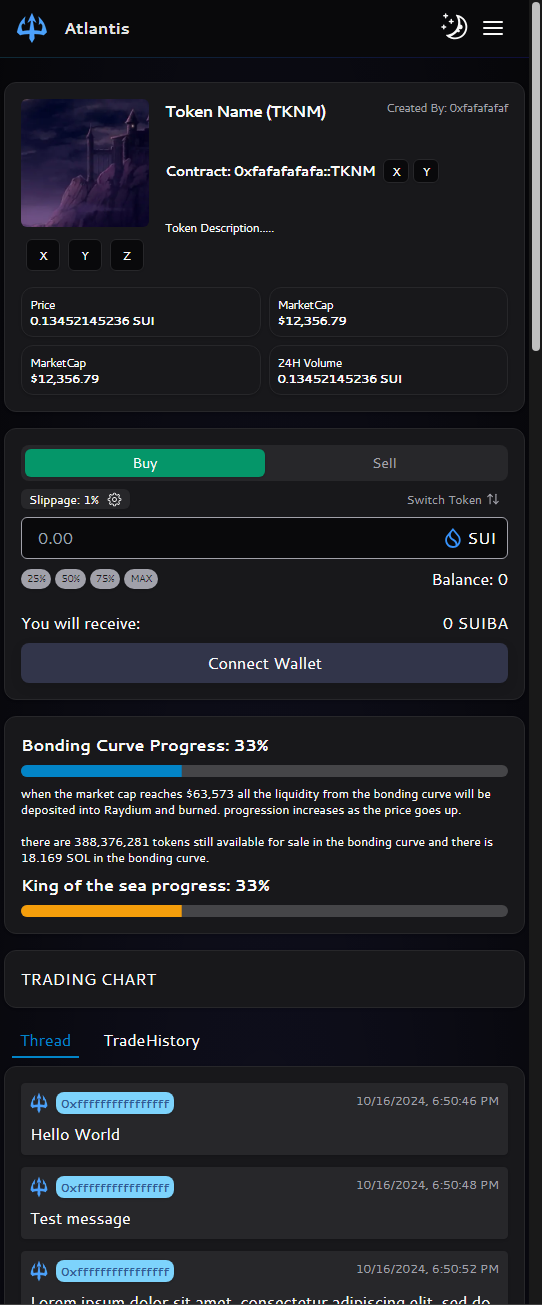 Atlantis
Token Name (TKNM)
Created By: 0xfafafafaf
Contract: 0xfafafafafa::TKNM X Y
Token Description.....
X Y Z
Price
0.13452145236 SUI
MarketCap
$12,356.79
MarketCap
$12,356.79
24H Volume
0.13452145236 SUI
Buy Sell
Slippage: 1% Switch Token
0.00 SUI
25% 50% 75% MAX Balance: 0
You will receive: 0 SUIBA
Connect Wallet
Bonding Curve Progress: 33%
when the market cap reaches $63,573 all the liquidity from the bonding curve will be
deposited into Raydium and burned. progression increases as the price goes up.
there are 388,376,281 tokens still available for sale in the bonding curve and there is
18.169 SOL in the bonding curve.
King of the sea progress: 33%
TRADING CHART
Thread TradeHistory
0xffffffffffffffff 10/16/2024, 6:50:46 PM
Hello World
0xffffffffffffffff 10/16/2024, 6:50:48 PM
Test message
0xffffffffffffffff 10/16/2024, 6:50:52 PM
Lorem ipsum dolor sit amet, consectetur adipiscing elit, sed do